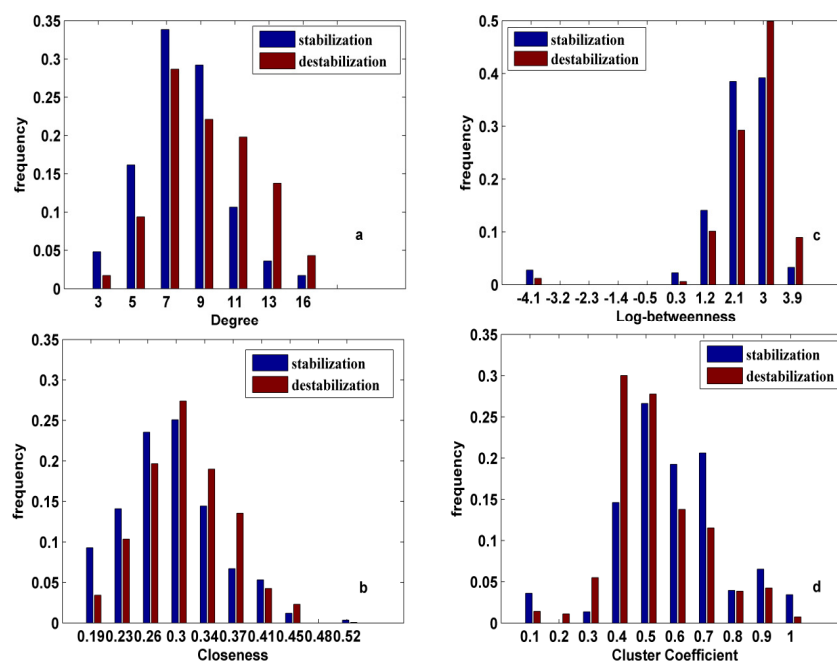 0.35
0.3
0.25
0.2
0.15
0.1
0.05
0
frequency
stabilization
destabilization
a
3 5 7 9 11 13 16
Degree
0.5
0.4
0.3
0.2
0.1
0
frequency
stabilization
destabilization
c
-4.1 -3.2 -2.3 -1.4 -0.5 0.3 1.2 2.1 3 3.9
Log-betweenness
0.35
0.3
0.25
0.2
0.15
0.1
0.05
0
frequency
stabilization
destabilization
b
0.19 0.23 0.26 0.3 0.34 0.37 0.41 0.45 0.48 0.52
Closeness
0.35
0.3
0.25
0.2
0.15
0.1
0.05
0
frequency
stabilization
destabilization
d
0.1 0.2 0.3 0.4 0.5 0.6 0.7 0.8 0.9 1
Cluster Coefficient